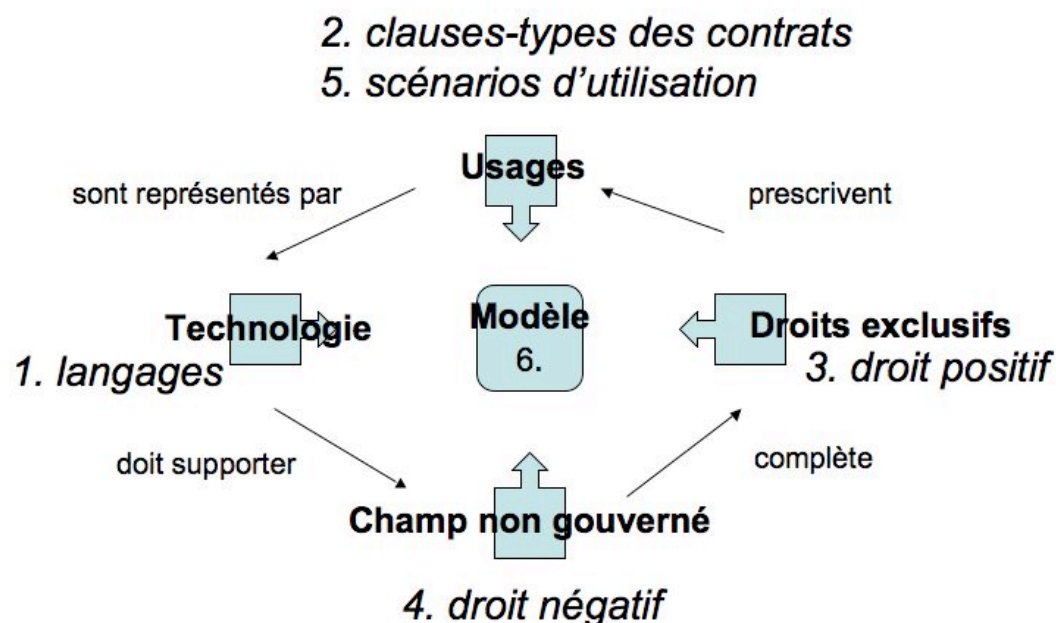 2. clauses-types des contrats
5. scénarios d'utilisation
Usages
sont représentés par
prescrivent
Technologie
Modèle
Droits exclusifs
1. langages
6.
3. droit positif
doit supporter
complète
Champ non gouverné
4. droit négatif